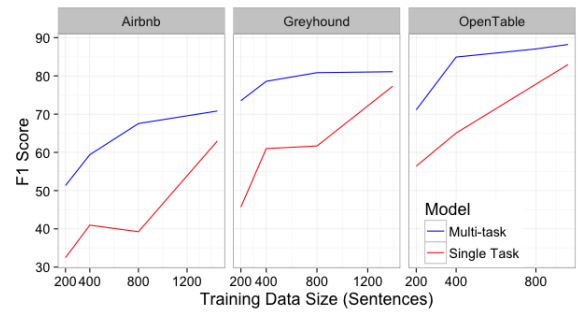 Airbnb Greyhound OpenTable
90
80
70
60
50
40
30
F1 Score
Model
Multi-task
Single Task
200 400 800 1200 200 400 800 1200 200 400 800
Training Data Size (Sentences)